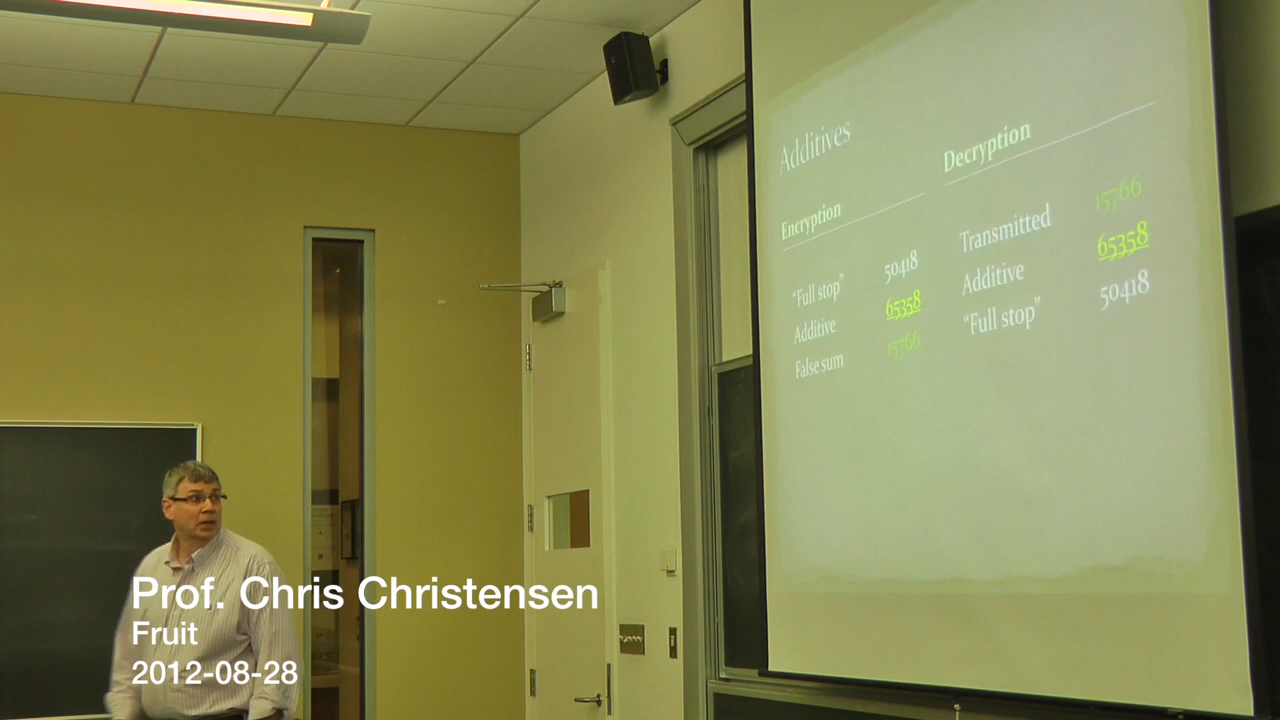 Additives
Encryption
"Full stop" 50418
Additive 65358
False sum 15766
Decryption
Transmitted 15766
Additive 65358
"Full stop" 50418
Prof. Chris Christensen
Fruit
2012-08-28